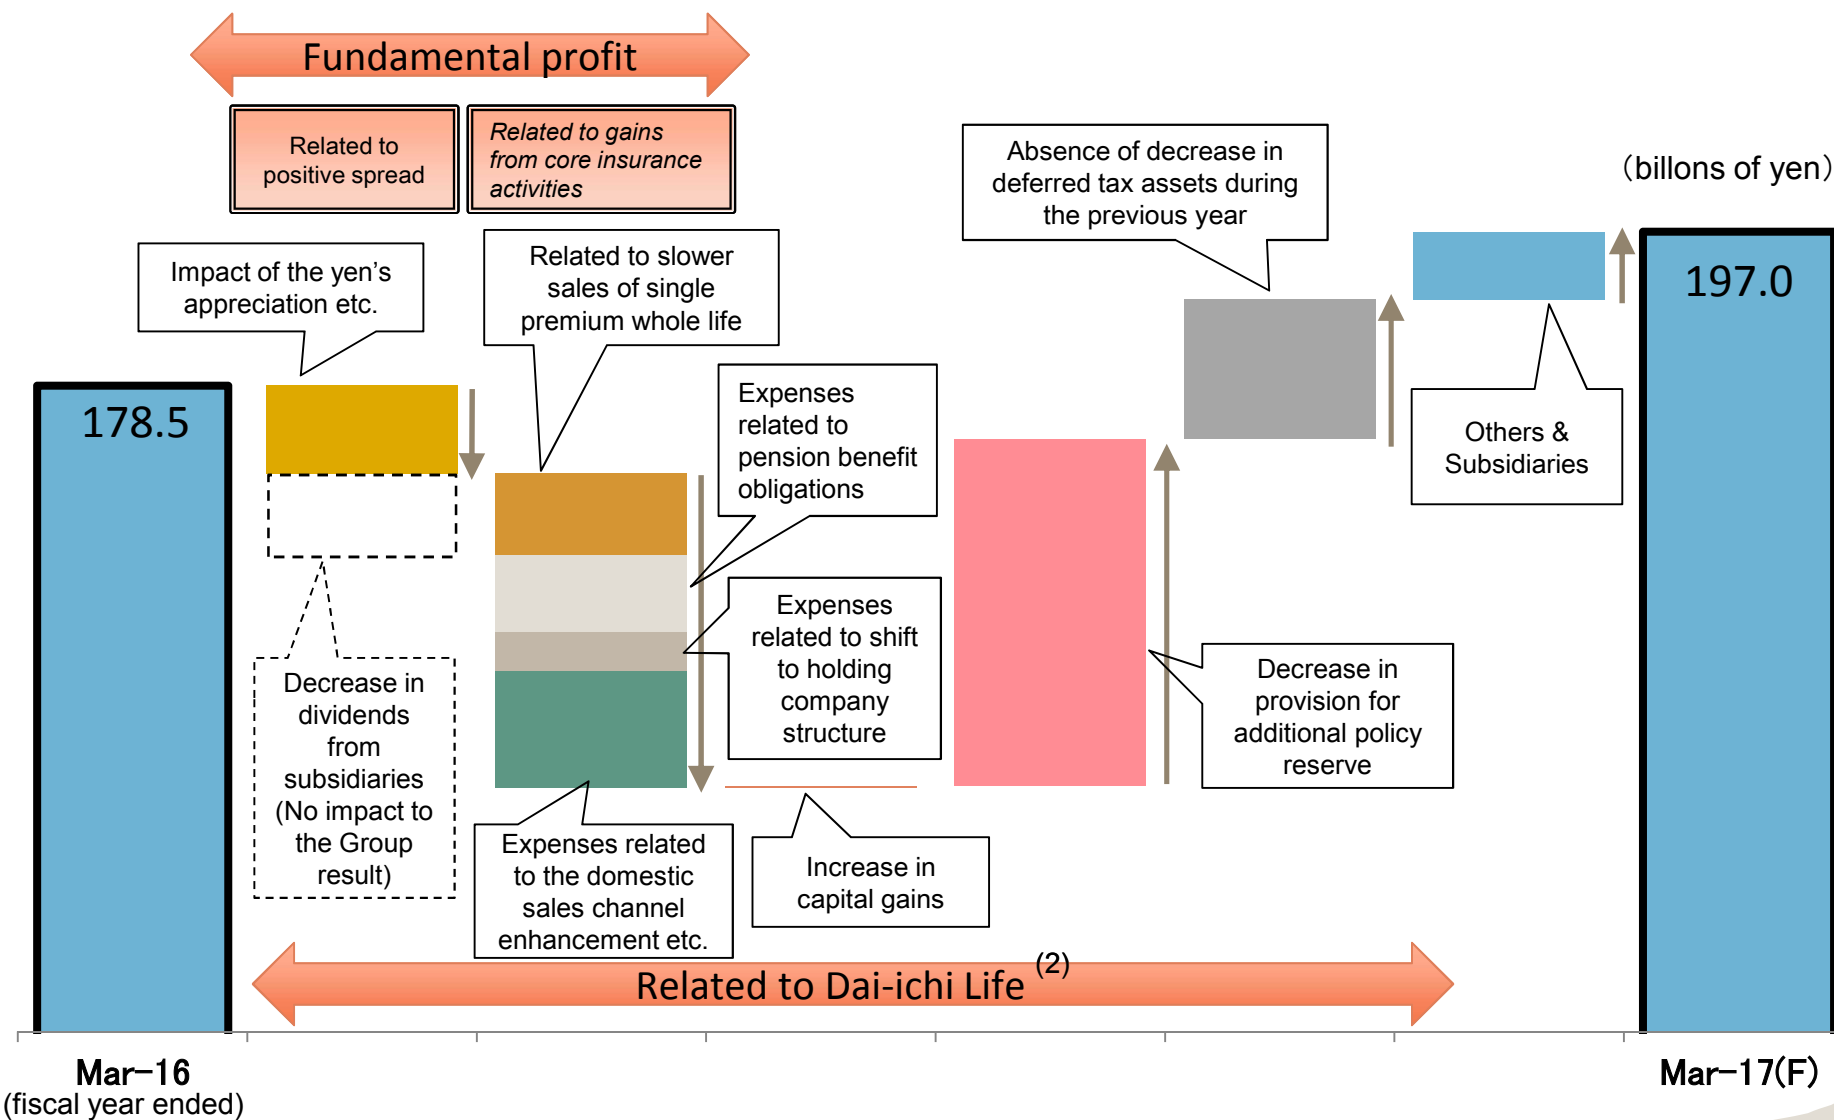 Fundamental profit
Related to
positive spread
Related to gains
from core insurance
activities
Absence of decrease in
deferred tax assets during
the previous year
（billons of yen）
Impact of the yen's
appreciation etc.
Related to slower
sales of single
premium whole life
197.0
178.5
Expenses
related to
pension benefit
obligations
Others &
Subsidiaries
Expenses
related to shift
to holding
company
structure
Decrease in
provision for
additional policy
reserve
Decrease in
dividends
from
subsidiaries
(No impact to
the Group
result)
Expenses related
to the domestic
sales channel
enhancement etc.
Increase in
capital gains
Related to Dai-ichi Life (2)
Mar-16
(fiscal year ended)
Mar-17(F)